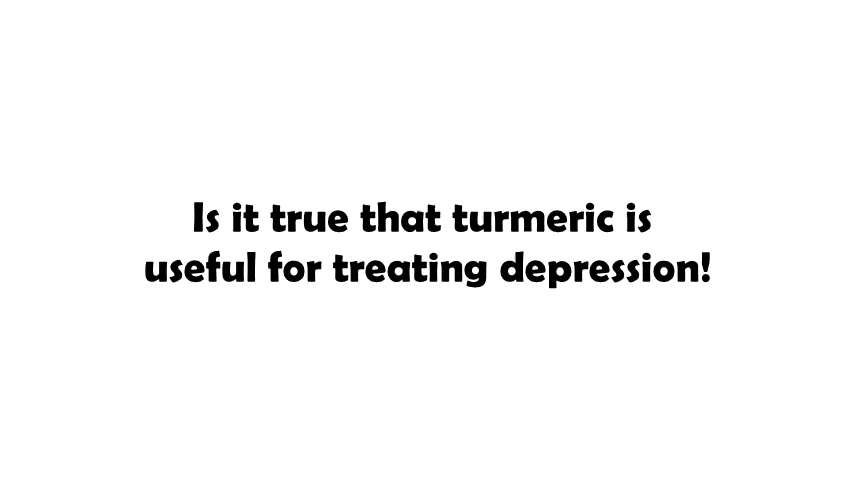 Is it true that turmeric is
useful for treating depression!